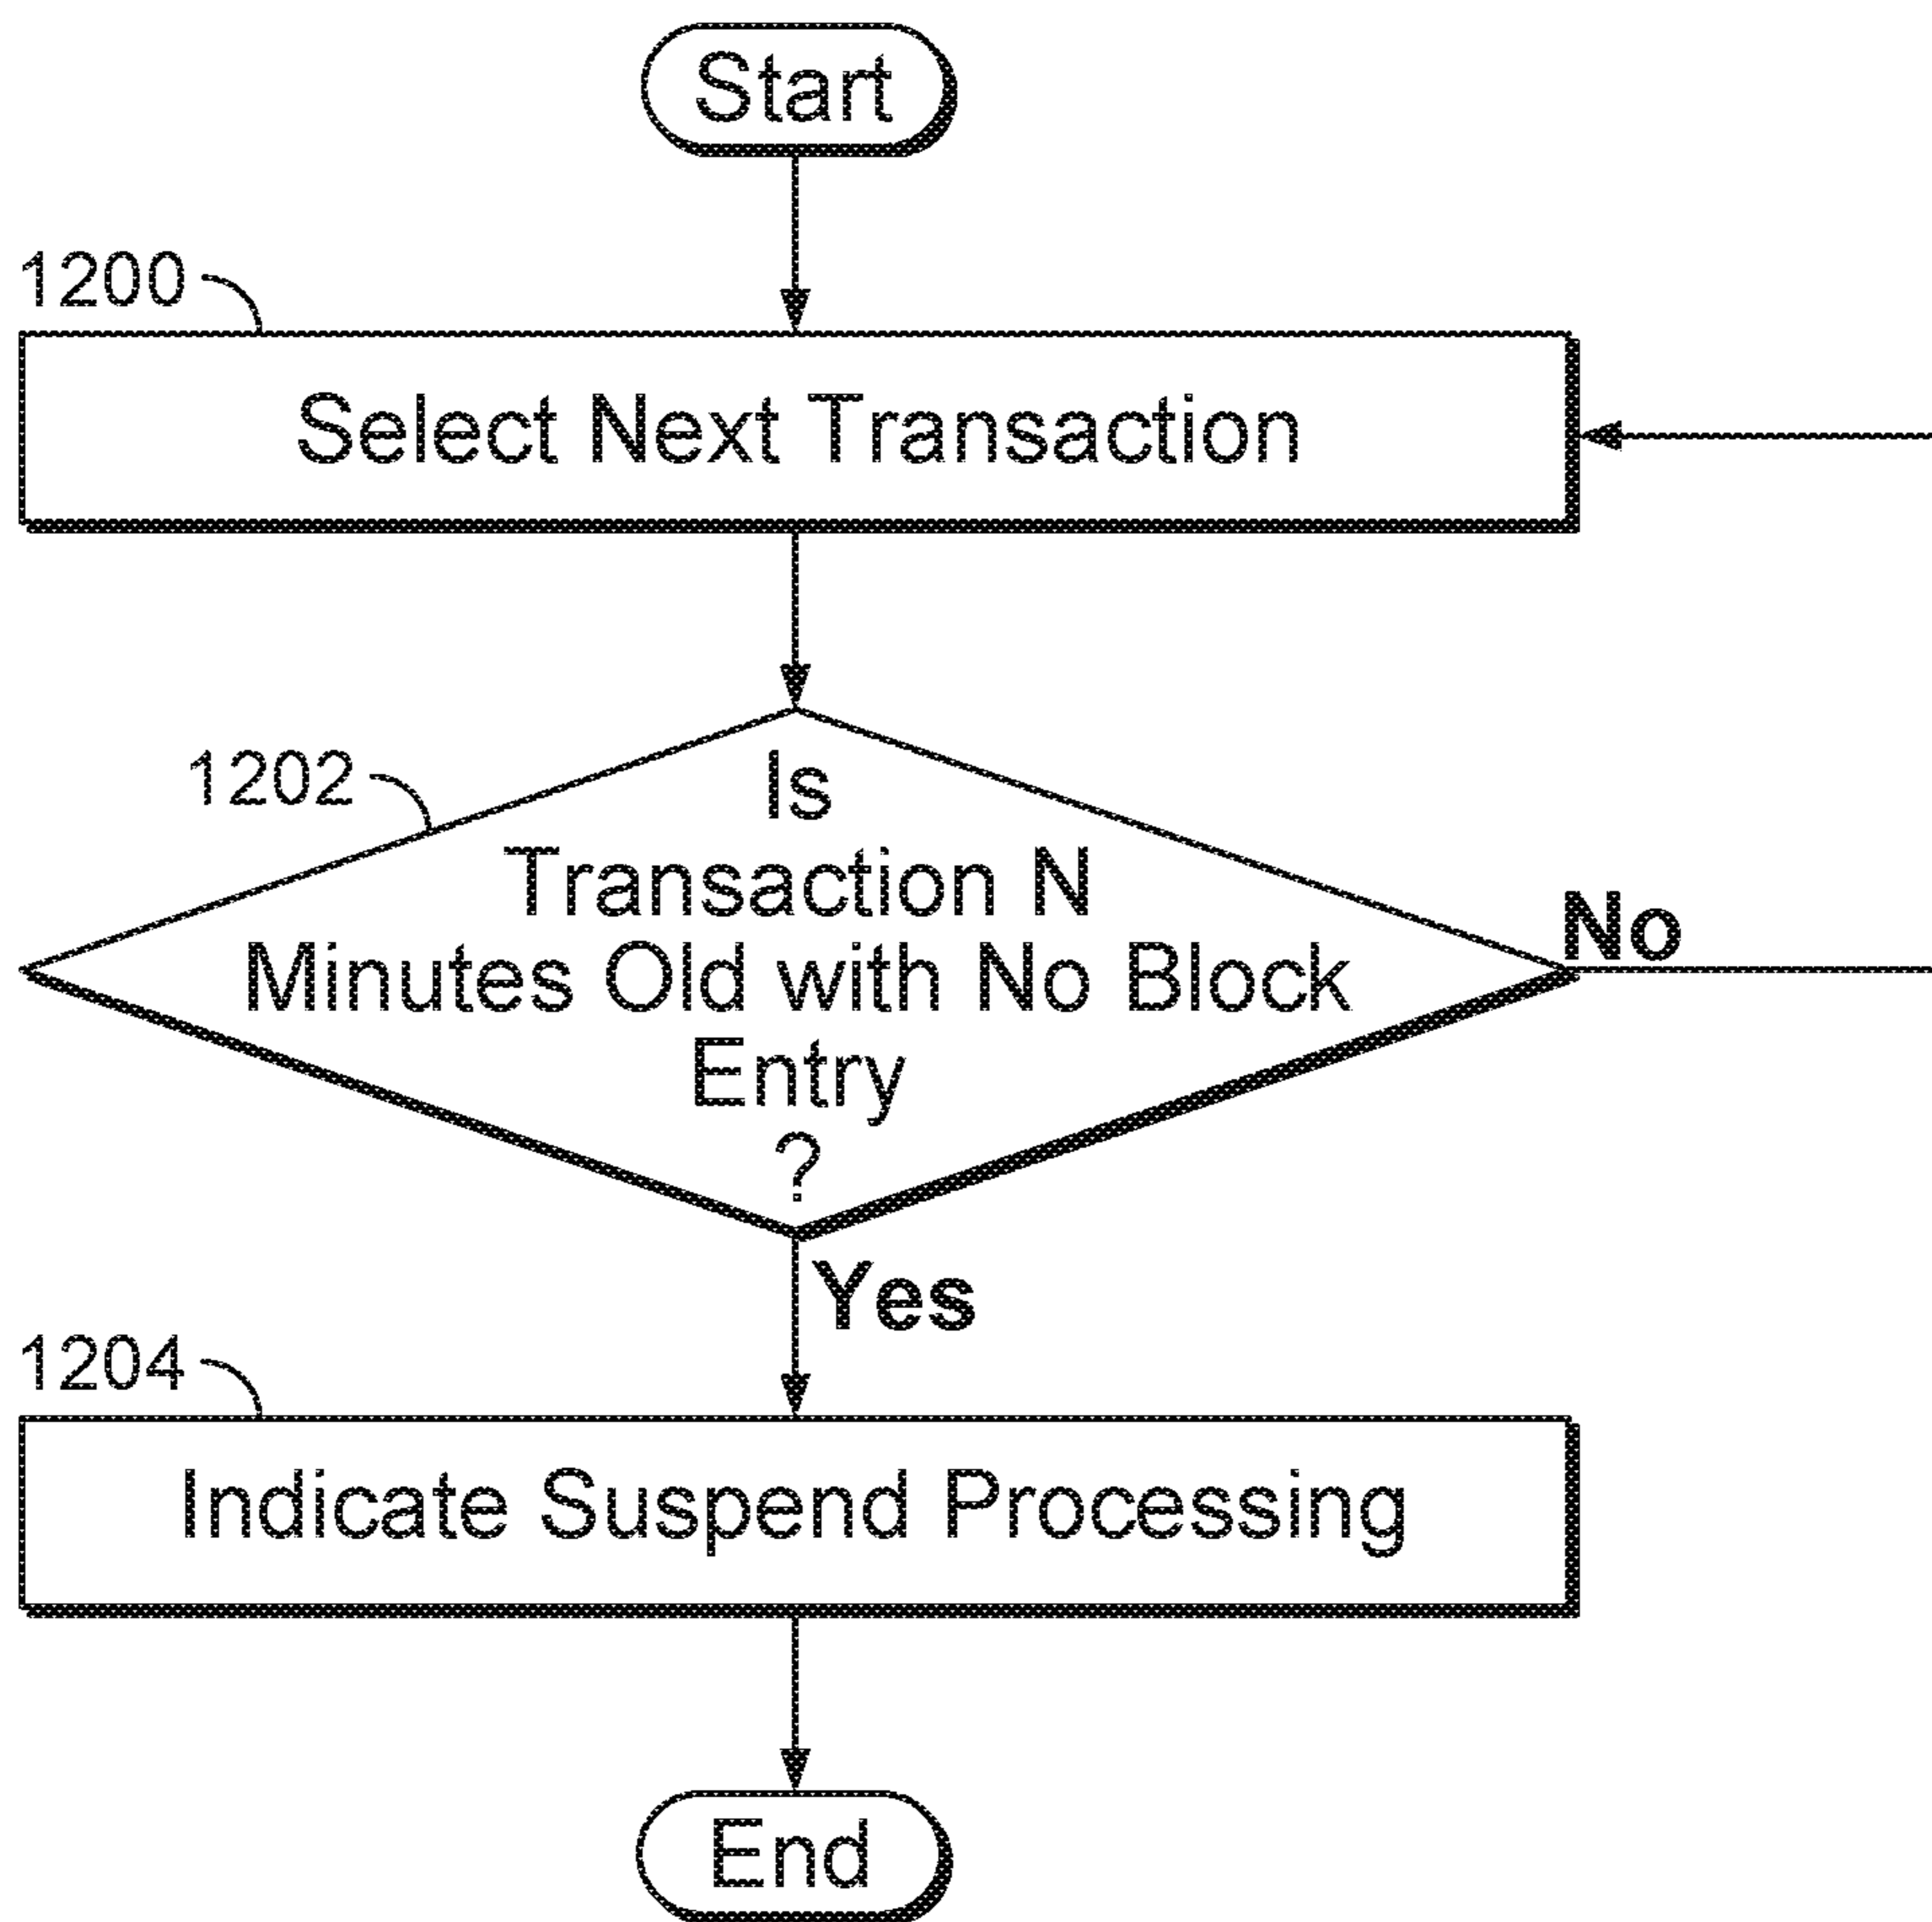 Start
1200
Select Next Transaction
1202
Is
Transaction N
Minutes Old with No Block
Entry
?
No
Yes
1204
Indicate Suspend Processing
End